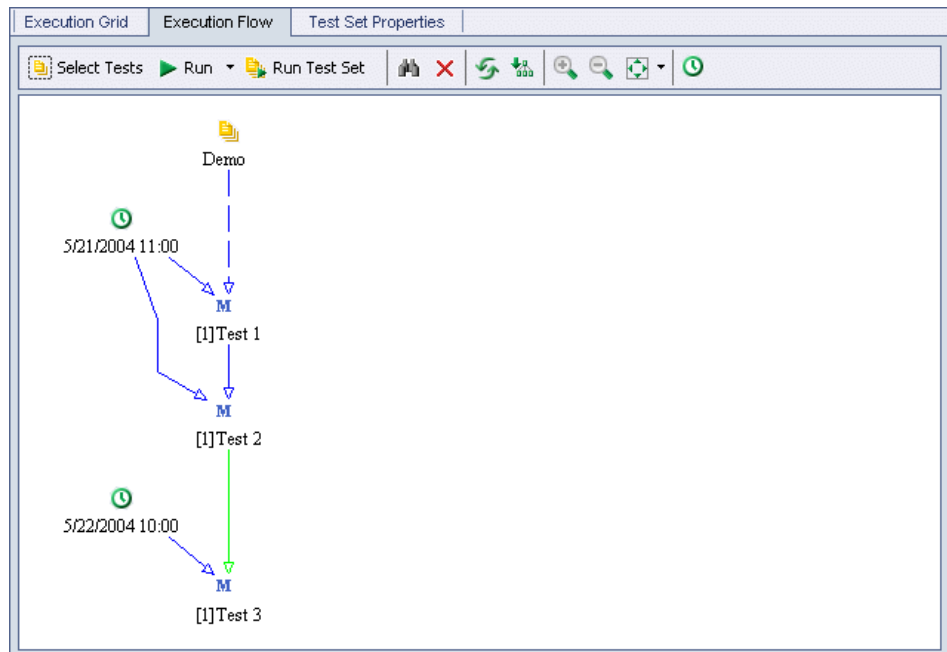 Execution Grid Execution Flow Test Set Properties
Select Tests Run Run Test Set
Demo
5/21/2004 11:00
M
[1]Test 1
M
[1]Test 2
5/22/2004 10:00
M
[1]Test 3